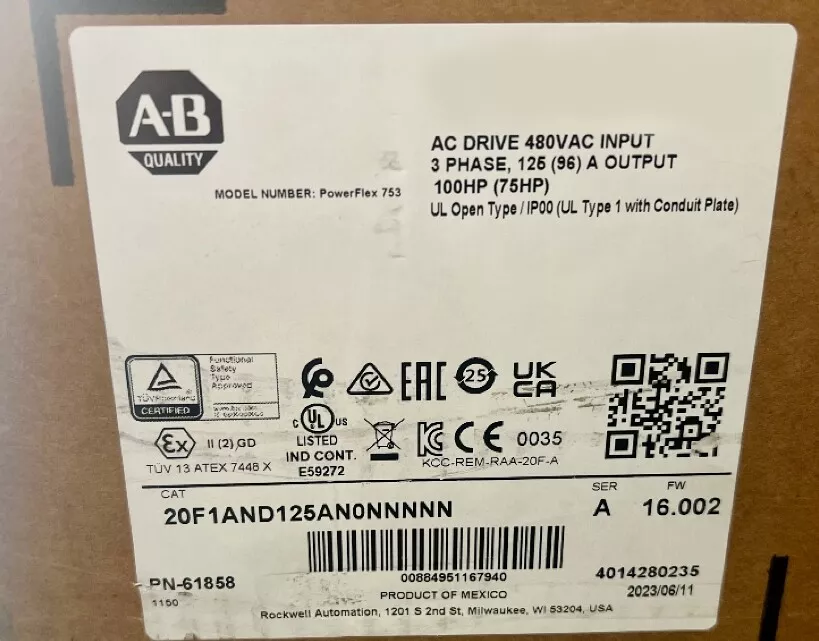 A-B
QUALITY
MODEL NUMBER: PowerFlex 753
AC DRIVE 480VAC INPUT
3 PHASE, 125 (96) A OUTPUT
100HP (75HP)
UL Open Type / IP00 (UL Type 1 with Conduit Plate)
TÜVRheinland
CERTIFIED
Functional
Safety
Type
Approved
EAC
25
UK
CA
Ex
II (2) GD
TÜV 13 ATEX 7448 X
C UL US
LISTED
IND CONT.
E59272
CE 0035
KCC-REM-RAA-20F-A
CAT
20F1AND125AN0NNNNN
SER
A
FW
16.002
PN-61858
1150
00884951167940
4014280235
2023/06/11
PRODUCT OF MEXICO
Rockwell Automation, 1201 S 2nd St, Milwaukee, WI 53204, USA